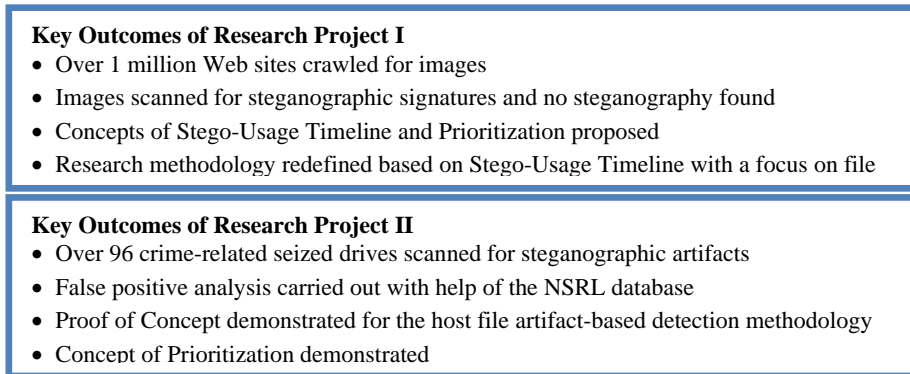 Key Outcomes of Research Project I
• Over 1 million Web sites crawled for images
• Images scanned for steganographic signatures and no steganography found
• Concepts of Stego-Usage Timeline and Prioritization proposed
• Research methodology redefined based on Stego-Usage Timeline with a focus on file
Key Outcomes of Research Project II
• Over 96 crime-related seized drives scanned for steganographic artifacts
• False positive analysis carried out with help of the NSRL database
• Proof of Concept demonstrated for the host file artifact-based detection methodology
• Concept of Prioritization demonstrated